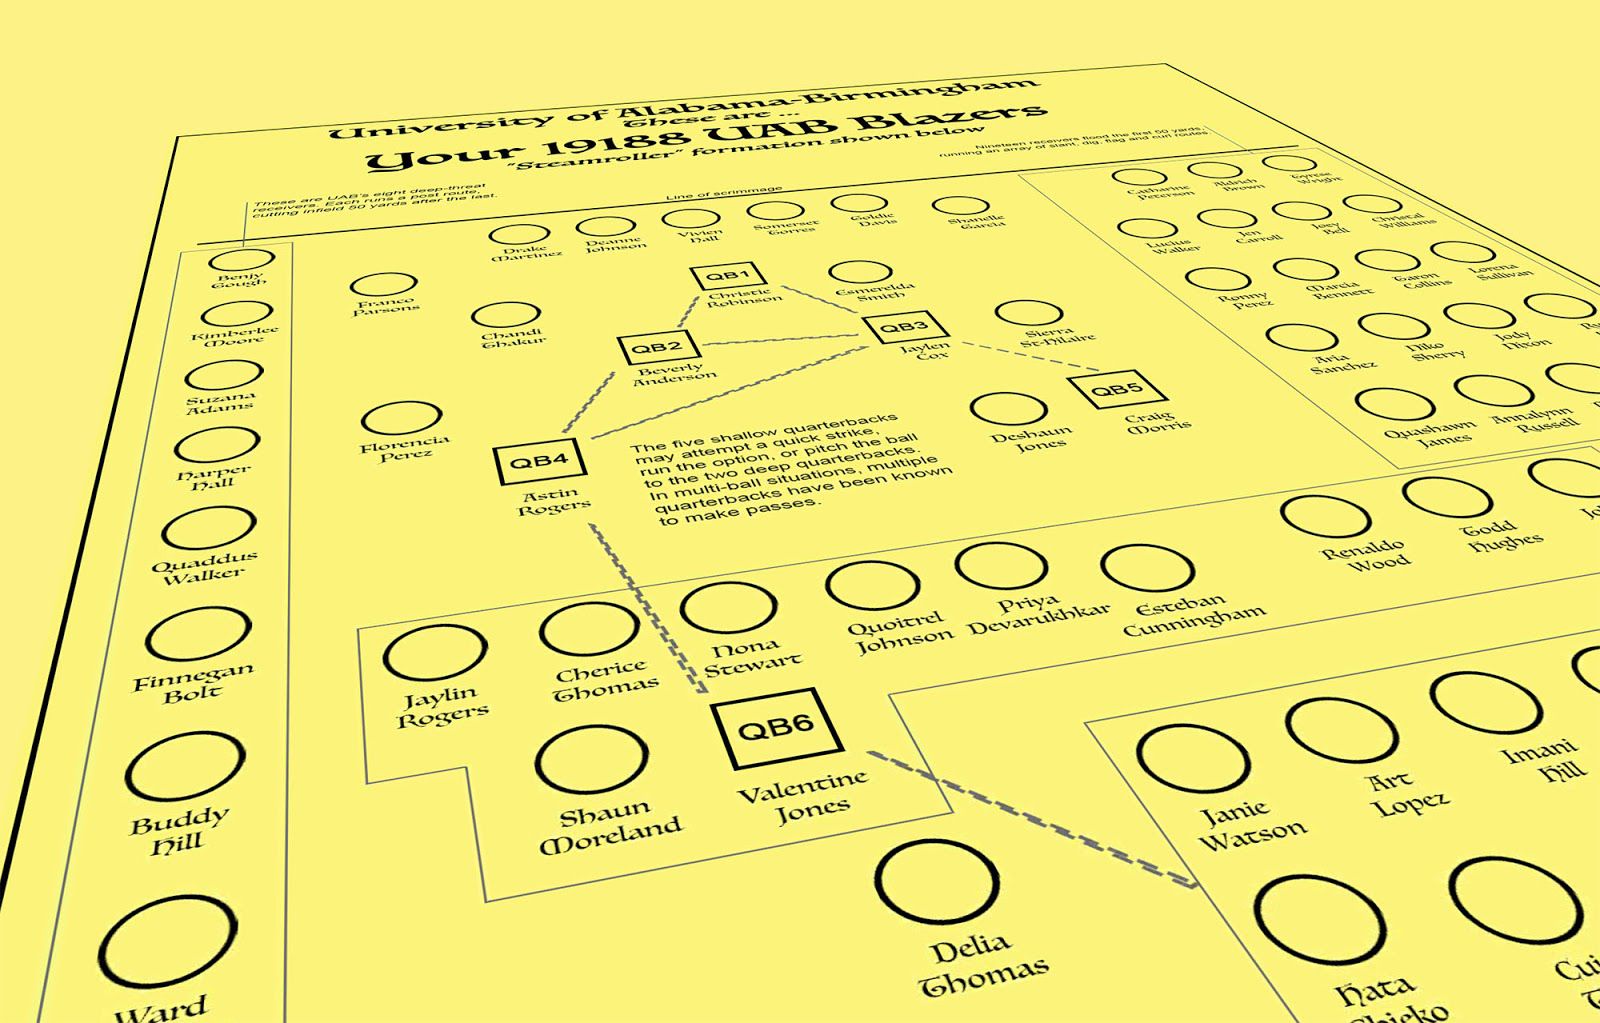 University of Alabama-Birmingham
These are ...
Your 19188 UAB Blazers
"Steamroller" formation shown below
Nineteen receivers flood the first 50 yards,
running an array of slant, dig, flag and curl routes.
These are UAB's eight deep-threat
receivers. Each runs a post route,
cutting infield 50 yards after the last.
Line of scrimmage
Benjy
Gough
Kimberlee
Moore
Suzana
Adams
Harper
Hall
Quaddus
Walker
Finnegan
Bolt
Buddy
Hill
Ward
Drake
Martinez
Deanne
Johnson
Vivien
Hall
Somerset
Torres
Goldie
Davis
Shanelle
Garcia
Franco
Parsons
Chandi
Thakur
QB1
Christie
Robinson
Esmerelda
Smith
QB2
Beverly
Anderson
QB3
Jaylen
Cox
Sierra
St-Hilaire
QB5
Craig
Morris
Deshaun
Jones
Florencia
Perez
QB4
Astin
Rogers
The five shallow quarterbacks
may attempt a quick strike,
run the option, or pitch the ball
to the two deep quarterbacks.
In multi-ball situations, multiple
quarterbacks have been known
to make passes.
Catharine
Peterson
Aldrich
Brown
Tyrese
Wright
Lucius
Walker
Jen
Carroll
Joey
Bell
Christal
Williams
Ronny
Perez
Marcia
Bennett
Taron
Collins
Lorena
Sullivan
Aria
Sanchez
Niko
Sherry
Jody
Nixon
Quashawn
James
Annalynn
Russell
Jaylin
Rogers
Cherice
Thomas
Nona
Stewart
Quoitrel
Johnson
Priya
Devarukhkar
Esteban
Cunningham
Renaldo
Wood
Todd
Hughes
Shaun
Moreland
QB6
Valentine
Jones
Delia
Thomas
Janie
Watson
Art
Lopez
Imani
Hill
Hata